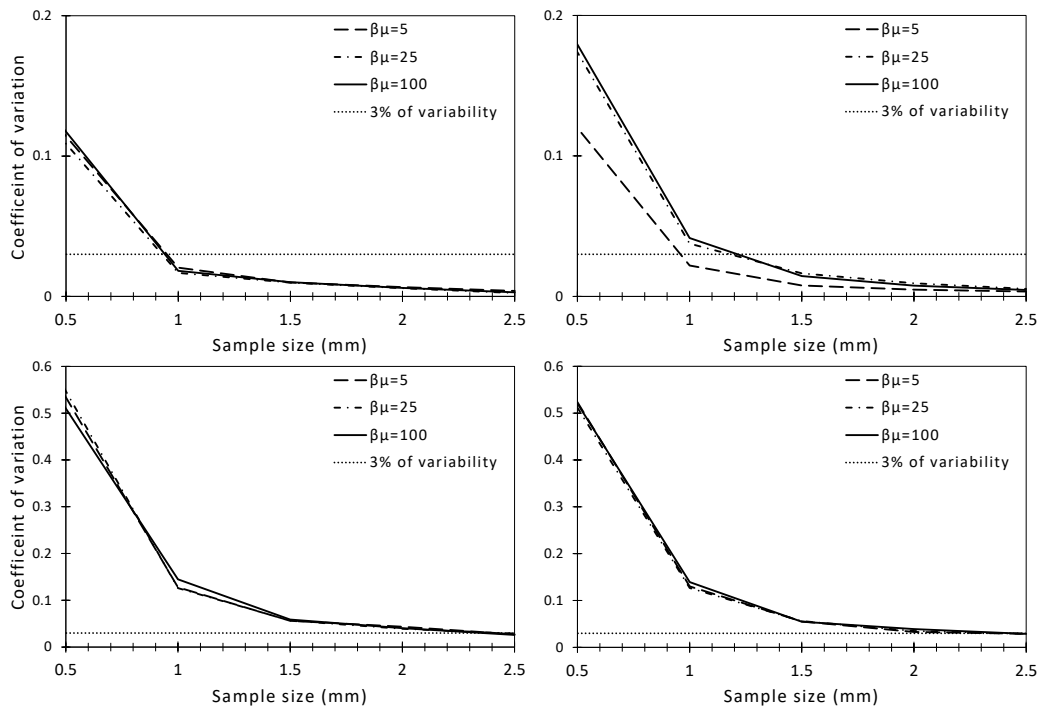 0.2
0.1
0
Coefficeint of variation
βµ=5
βµ=25
βµ=100
3% of variability
0.5 1 1.5 2 2.5
Sample size (mm)
0.2
0.1
0
βµ=5
βµ=25
βµ=100
3% of variability
0.5 1 1.5 2 2.5
Sample size (mm)
0.6
0.5
0.4
0.3
0.2
0.1
0
Coefficeint of variation
βµ=5
βµ=25
βµ=100
3% of variability
0.5 1 1.5 2 2.5
Sample size (mm)
0.6
0.5
0.4
0.3
0.2
0.1
0
βµ=5
βµ=25
βµ=100
3% of variability
0.5 1 1.5 2 2.5
Sample size (mm)